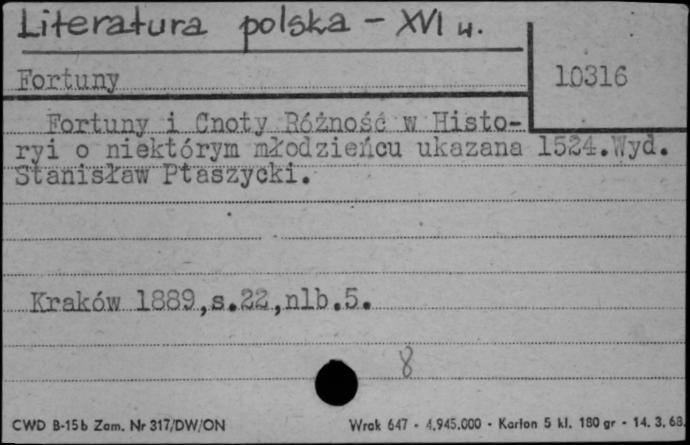 Literatura polska - XVI w.
Fortuny
10316
Fortuny i Cnoty Różność w Histo-
ryi o niektórym młodzieńcu ukazana 1524.Wyd.
Stanisław Ptaszycki.
Kraków 1889,s.22,nlb.5.
8
CWD B-15b Zam. Nr 317/DW/ON
Wrak 647 - 4.945.000 - Karton 5 kl. 180 gr - 14. 3. 68.